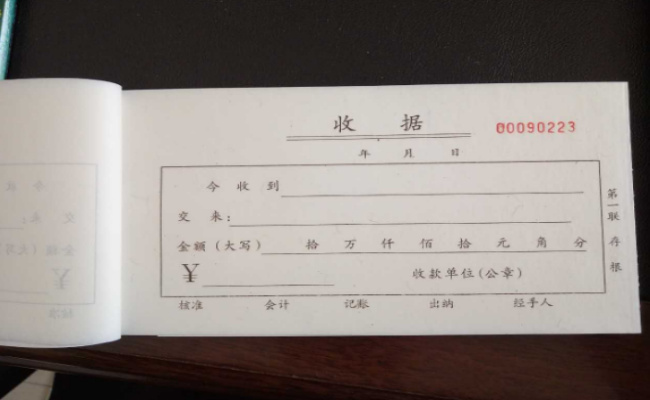 收 据
00090223
年 月 日
今 收 到
交 来:
金额(大写) 拾 万 仟 佰 拾 元 角 分
¥ 收款单位(公章)
核准 会计 记账 出纳 经手人
第一联 存根